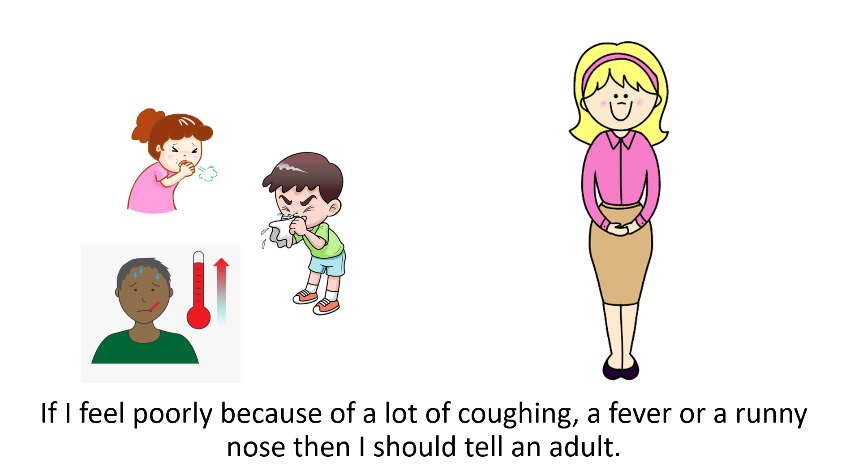 If I feel poorly because of a lot of coughing, a fever or a runny
nose then I should tell an adult.